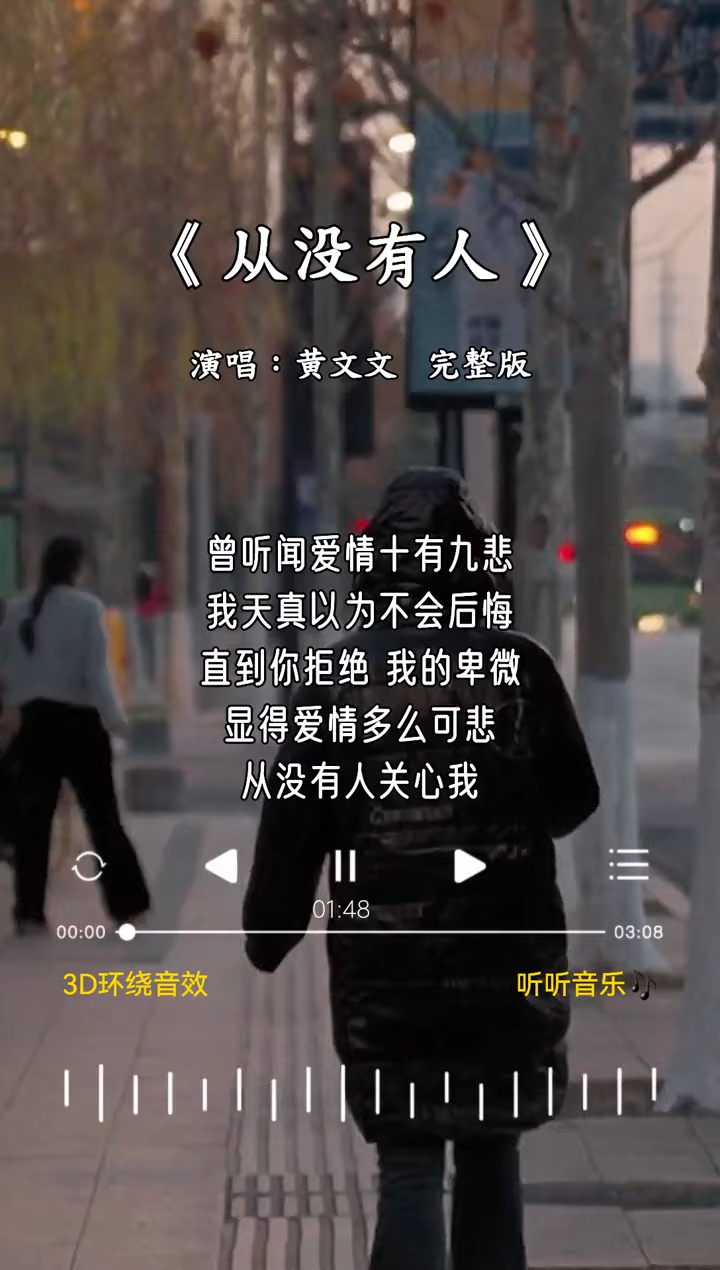 《从没有人》
演唱：黄文文 完整版
曾听闻爱情十有九悲
我天真以为不会后悔
直到你拒绝 我的卑微
显得爱情多么可悲
从没有人关心我
01:48
00:00 03:08
3D环绕音效 听听音乐🎶